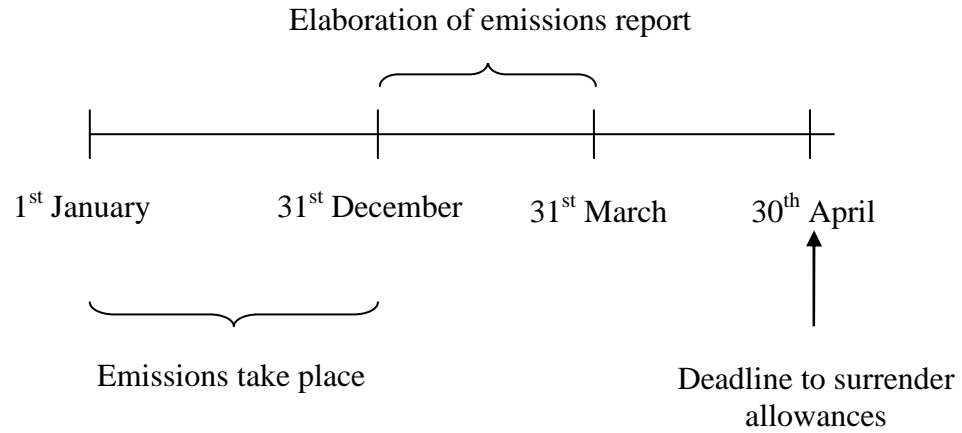 Elaboration of emissions report
1st January
31st December
31st March
30th April
Emissions take place
Deadline to surrender
allowances